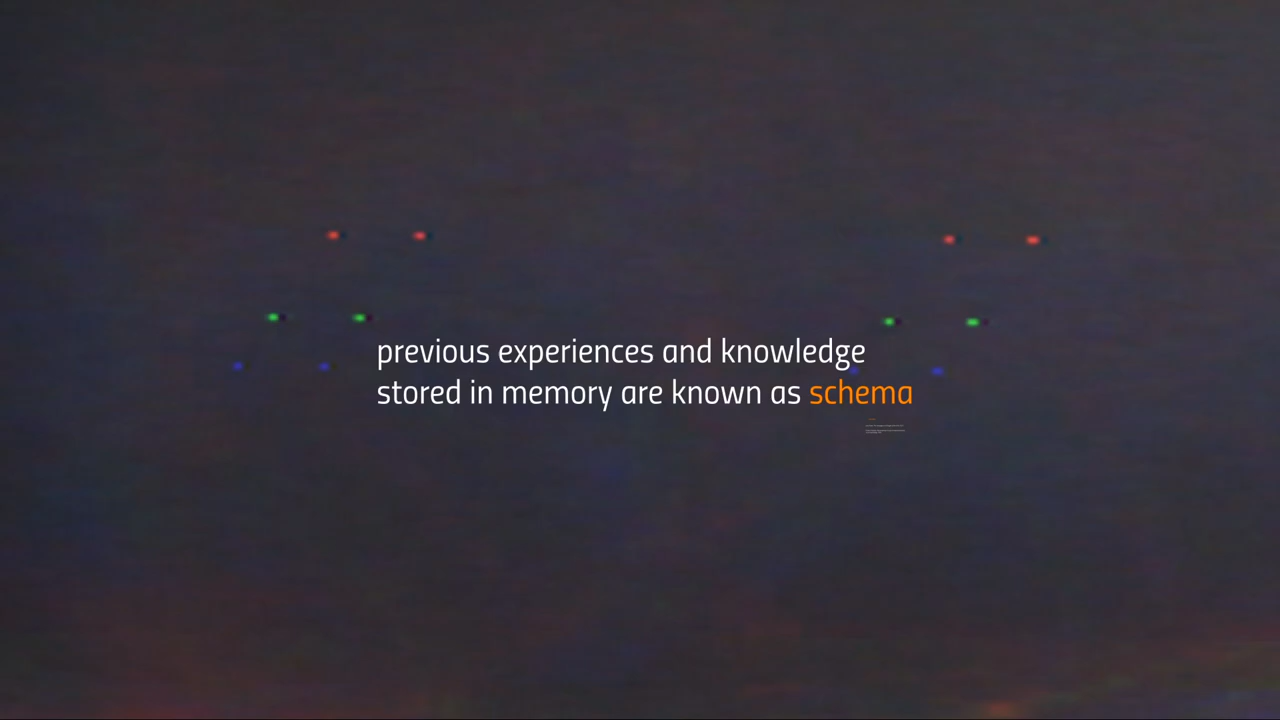 previous experiences and knowledge
stored in memory are known as schema